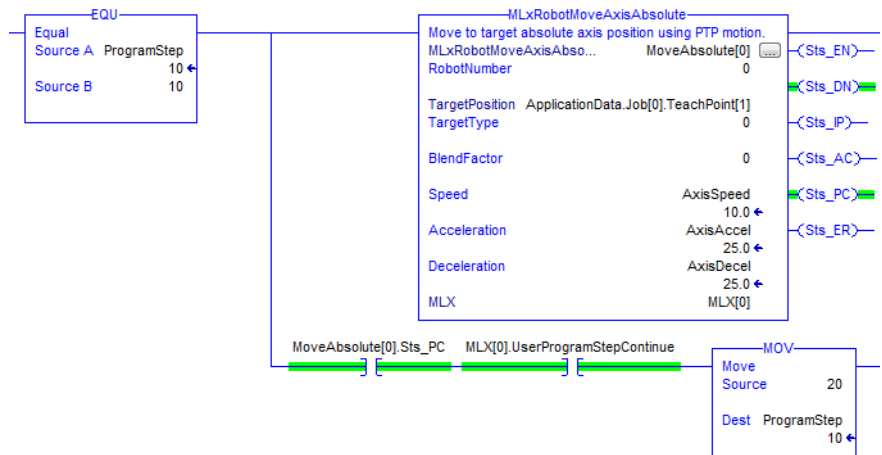 EQU
Equal
Source A ProgramStep
10
Source B 10
MLxRobotMoveAxisAbsolute
Move to target absolute axis position using PTP motion.
MLxRobotMoveAxisAbso... MoveAbsolute[0] ...
RobotNumber 0
TargetPosition ApplicationData.Job[0].TeachPoint[1]
TargetType 0
BlendFactor 0
Speed AxisSpeed
10.0
Acceleration AxisAccel
25.0
Deceleration AxisDecel
25.0
MLX MLX[0]
Sts_EN
Sts_DN
Sts_IP
Sts_AC
Sts_PC
Sts_ER
MoveAbsolute[0].Sts_PC MLX[0].UserProgramStepContinue
MOV
Move
Source 20
Dest ProgramStep
10